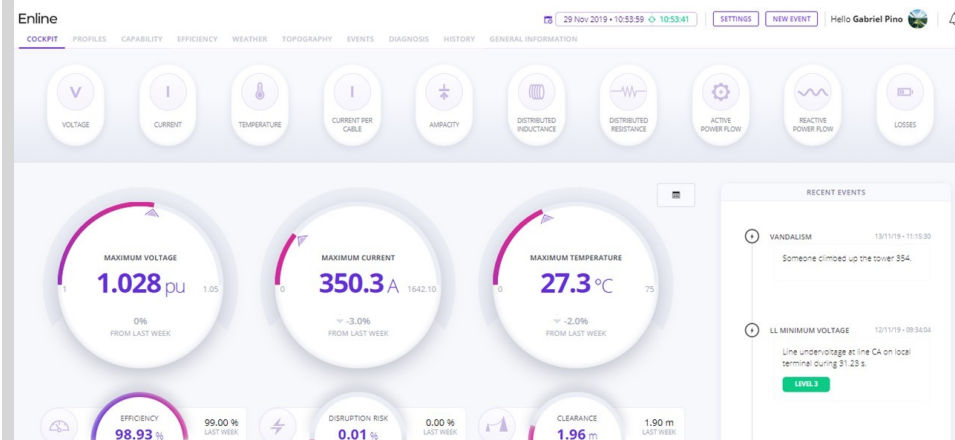 Enline
29 Nov 2019 • 10:53:59 10:53:41
SETTINGS
NEW EVENT
Hello Gabriel Pino
COCKPIT PROFILES CAPABILITY EFFICIENCY WEATHER TOPOGRAPHY EVENTS DIAGNOSIS HISTORY GENERAL INFORMATION
V
VOLTAGE
I
CURRENT
TEMPERATURE
I
CURRENT PER
CABLE
AMPACITY
DISTRIBUTED
INDUCTANCE
DISTRIBUTED
RESISTANCE
ACTIVE
POWER FLOW
REACTIVE
POWER FLOW
LOSSES
MAXIMUM VOLTAGE
1.028 pu
1 1.05
0%
FROM LAST WEEK
MAXIMUM CURRENT
350.3 A
0 1642.10
-3.0%
FROM LAST WEEK
MAXIMUM TEMPERATURE
27.3 °C
0 75
-2.0%
FROM LAST WEEK
RECENT EVENTS
VANDALISM 13/11/19 • 11:15:30
Someone climbed up the tower 354.
LL MINIMUM VOLTAGE 12/11/19 • 09:34:04
Line undervoltage at line CA on local
terminal during 31.23 s.
LEVEL 3
EFFICIENCY
98.93 %
99.00 %
LAST WEEK
DISRUPTION RISK
0.01 %
0.00 %
LAST WEEK
CLEARANCE
1.96 m
1.90 m
LAST WEEK